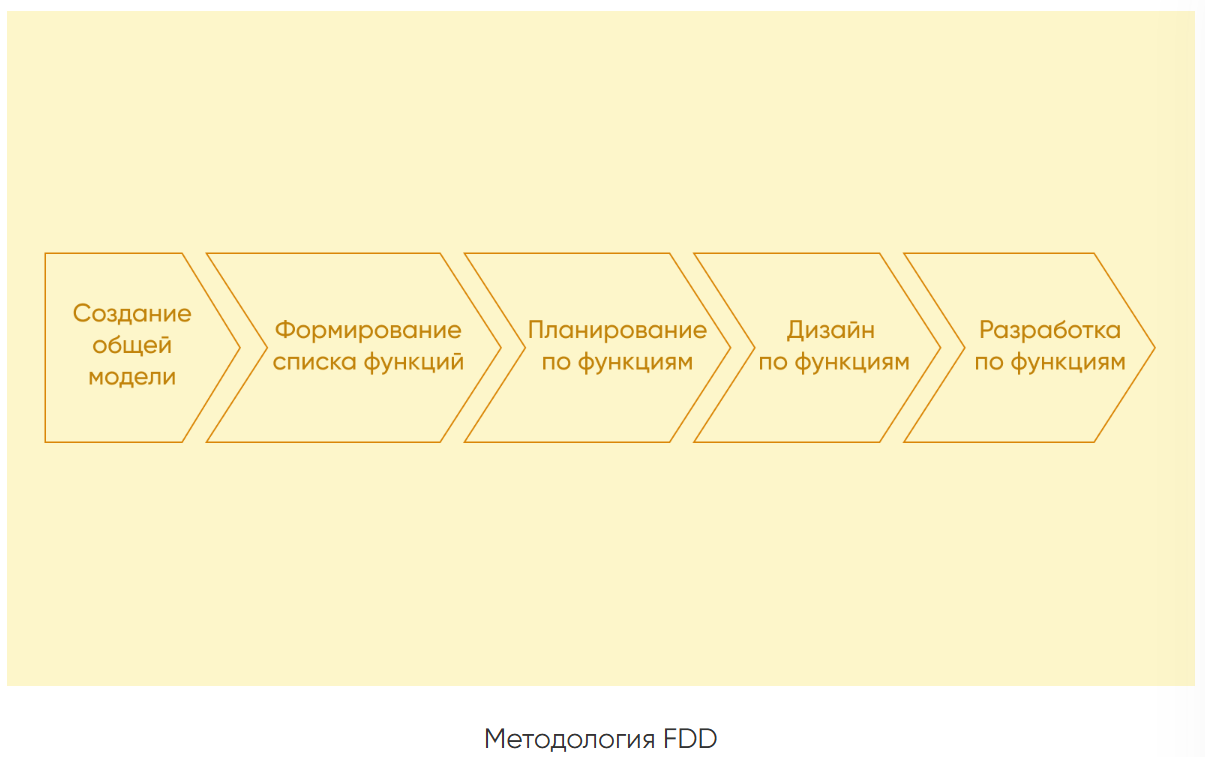 Создание
общей
модели
Формирование
списка функций
Планирование
по функциям
Дизайн
по функциям
Разработка
по функциям
Методология FDD